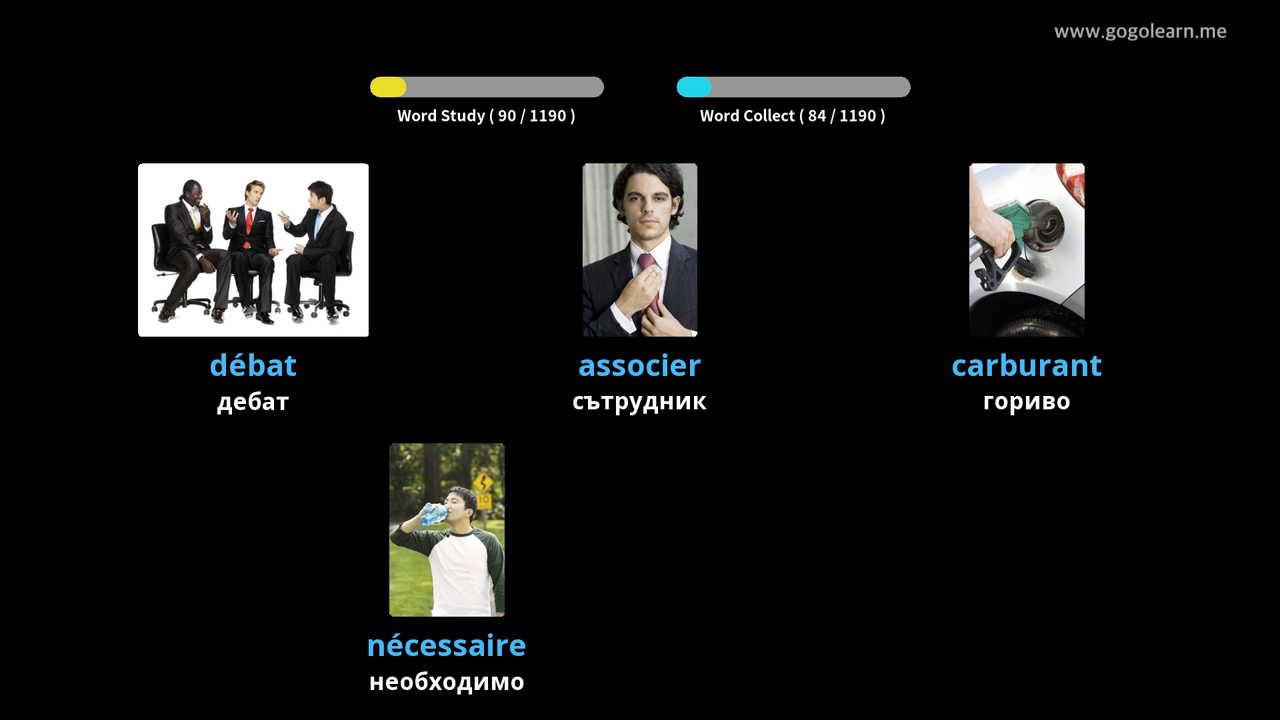 www.gogolearn.me
Word Study ( 90 / 1190 )
Word Collect ( 84 / 1190 )
débat
дебат
associer
сътрудник
carburant
гориво
nécessaire
необходимо